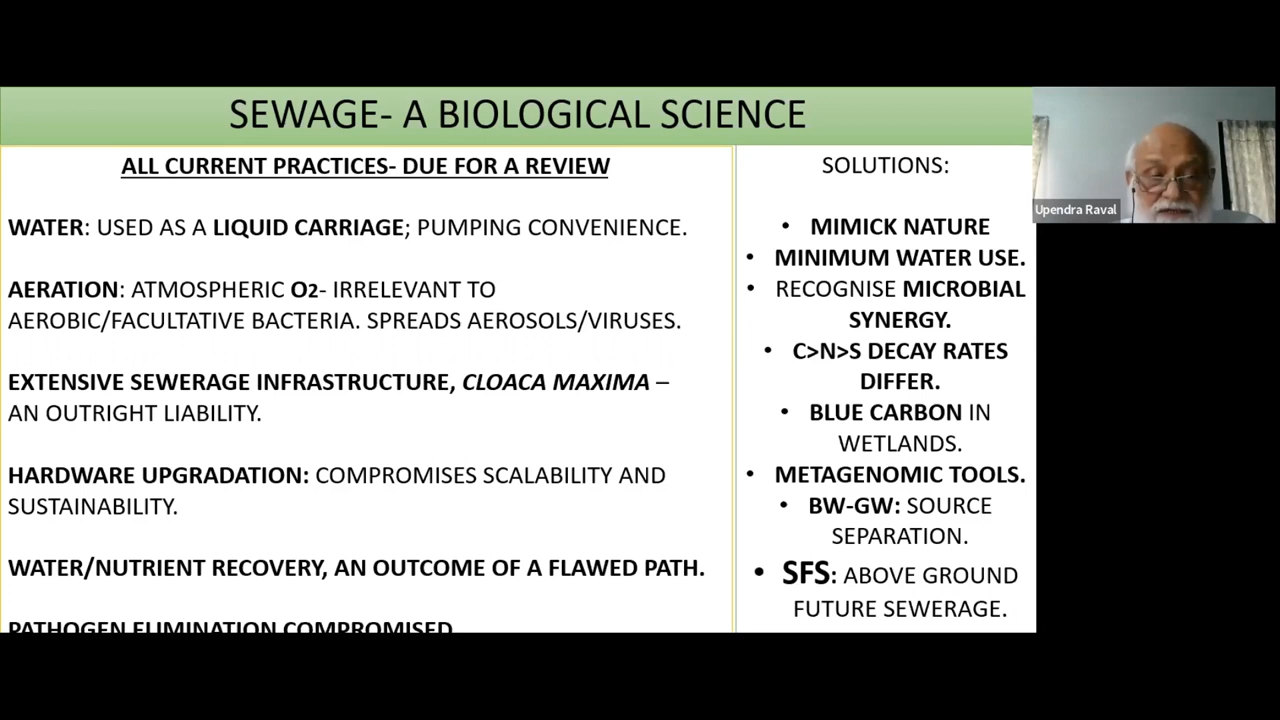 SEWAGE- A BIOLOGICAL SCIENCE
ALL CURRENT PRACTICES- DUE FOR A REVIEW
WATER: USED AS A LIQUID CARRIAGE; PUMPING CONVENIENCE.
AERATION: ATMOSPHERIC O2- IRRELEVANT TO
AEROBIC/FACULTATIVE BACTERIA. SPREADS AEROSOLS/VIRUSES.
EXTENSIVE SEWERAGE INFRASTRUCTURE, CLOACA MAXIMA –
AN OUTRIGHT LIABILITY.
HARDWARE UPGRADATION: COMPROMISES SCALABILITY AND
SUSTAINABILITY.
WATER/NUTRIENT RECOVERY, AN OUTCOME OF A FLAWED PATH.
PATHOGEN ELIMINATION COMPROMISED
SOLUTIONS:
• MIMICK NATURE
• MINIMUM WATER USE.
• RECOGNISE MICROBIAL
SYNERGY.
• C>N>S DECAY RATES
DIFFER.
• BLUE CARBON IN
WETLANDS.
• METAGENOMIC TOOLS.
• BW-GW: SOURCE
SEPARATION.
• SFS: ABOVE GROUND
FUTURE SEWERAGE.
Upendra Raval